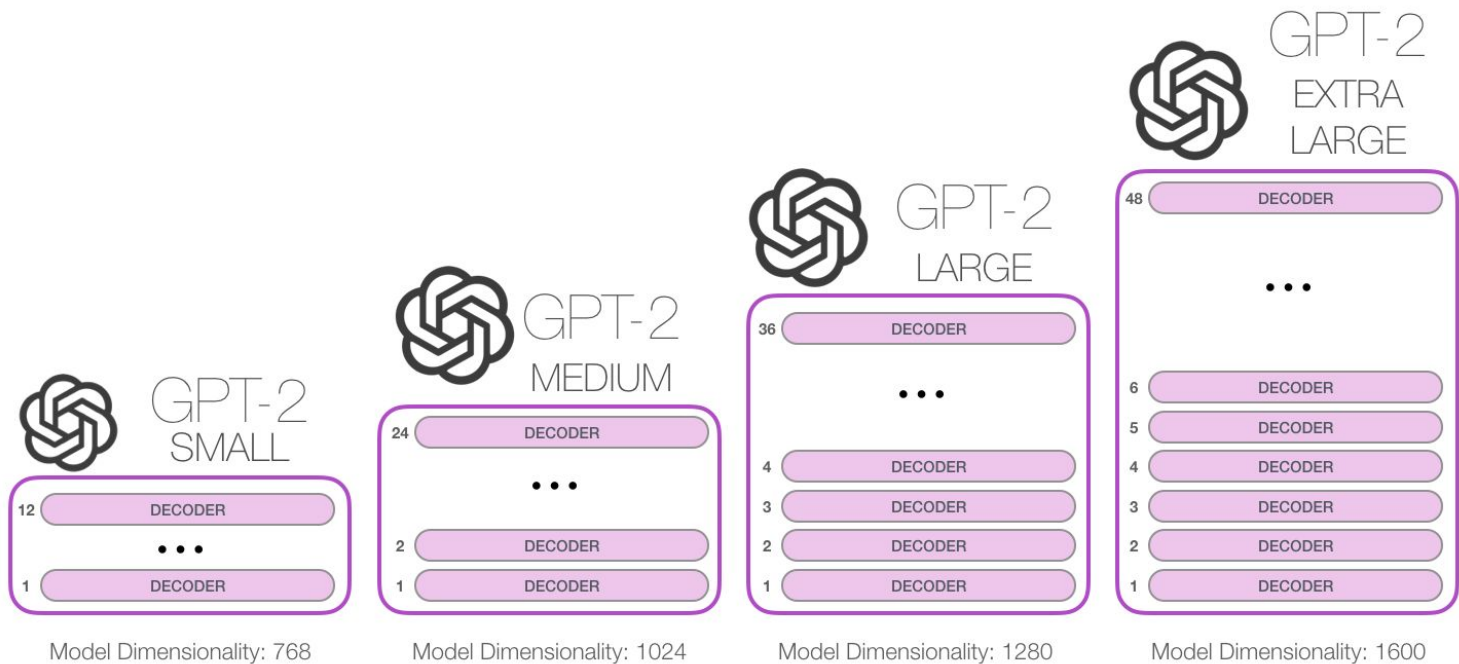 GPT-2
SMALL
12 DECODER
...
1 DECODER
Model Dimensionality: 768
GPT-2
MEDIUM
24 DECODER
...
2 DECODER
1 DECODER
Model Dimensionality: 1024
GPT-2
LARGE
36 DECODER
...
4 DECODER
3 DECODER
2 DECODER
1 DECODER
Model Dimensionality: 1280
GPT-2
EXTRA
LARGE
48 DECODER
...
6 DECODER
5 DECODER
4 DECODER
3 DECODER
2 DECODER
1 DECODER
Model Dimensionality: 1600